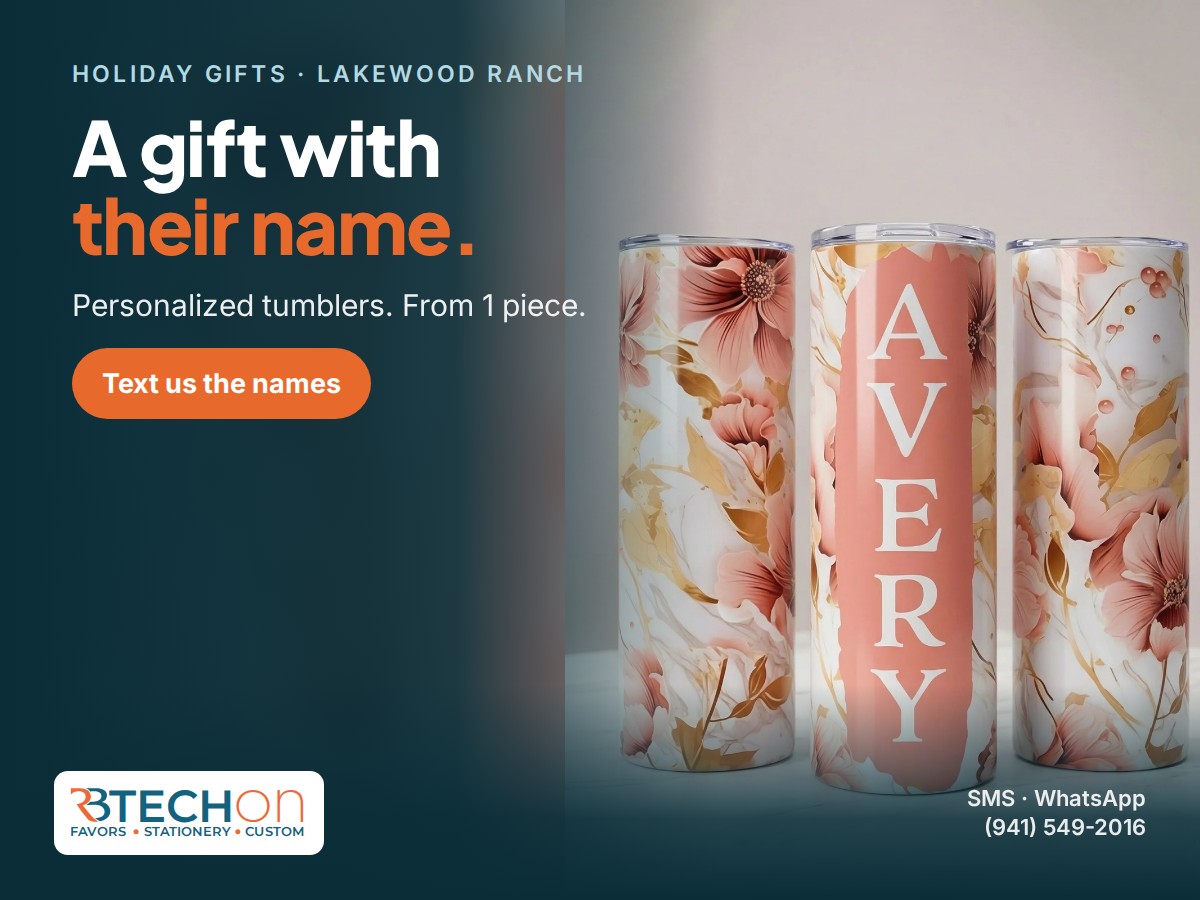 HOLIDAY GIFTS · LAKEWOOD RANCH
A gift with
their name.
Personalized tumblers. From 1 piece.
Text us the names
AVERY
RBTECHON
FAVORS • STATIONERY • CUSTOM
SMS · WhatsApp
(941) 549-2016